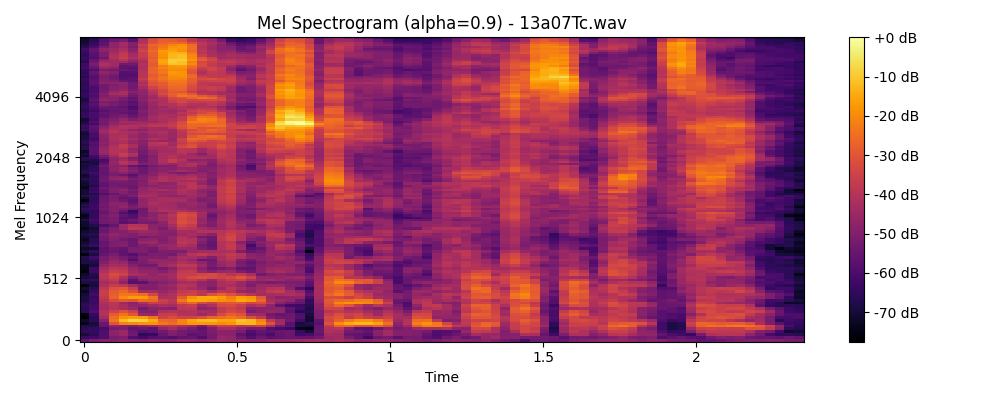 Mel Spectrogram (alpha=0.9) - 13a07Tc.wav
Mel Frequency
4096
2048
1024
512
0
0
0.5
1
1.5
2
Time
+0 dB
-10 dB
-20 dB
-30 dB
-40 dB
-50 dB
-60 dB
-70 dB